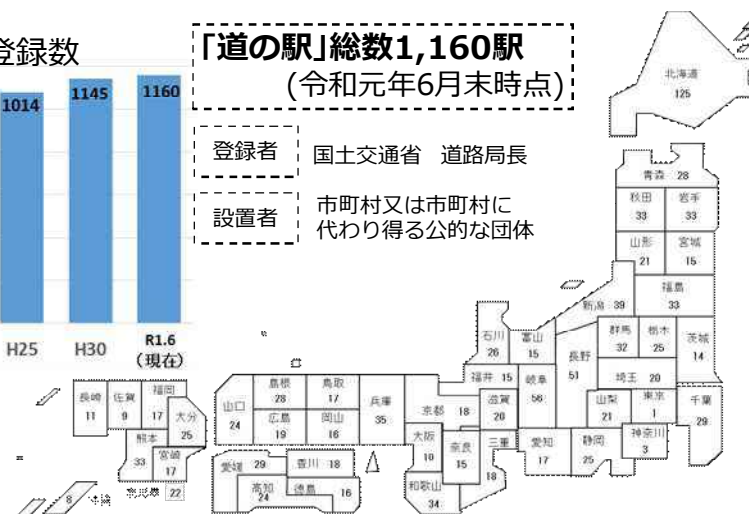 登録数
1014
1145
1160
H25
H30
R1.6
(現在)
「道の駅」総数1,160駅
(令和元年6月末時点)
登録者
国土交通省　道路局長
設置者
市町村又は市町村に
代わり得る公的な団体
北海道
125
青森 28
秋田
33
岩手
33
山形
21
宮城
15
福島
33
新潟 39
群馬
32
栃木
25
茨城
14
埼玉 20
千葉
29
東京
1
神奈川
3
山梨
21
長野
51
石川
26
富山
15
福井 15
岐阜
56
静岡
25
愛知
17
三重
18
滋賀
20
京都 18
大阪
10
奈良
15
和歌山
34
兵庫
35
鳥取
17
島根
28
岡山
16
広島
19
山口
24
香川 18
愛媛 29
高知
24
徳島 16
福岡
17
佐賀
9
長崎
11
大分
25
熊本
33
宮崎
17
鹿児島 22
8 沖縄